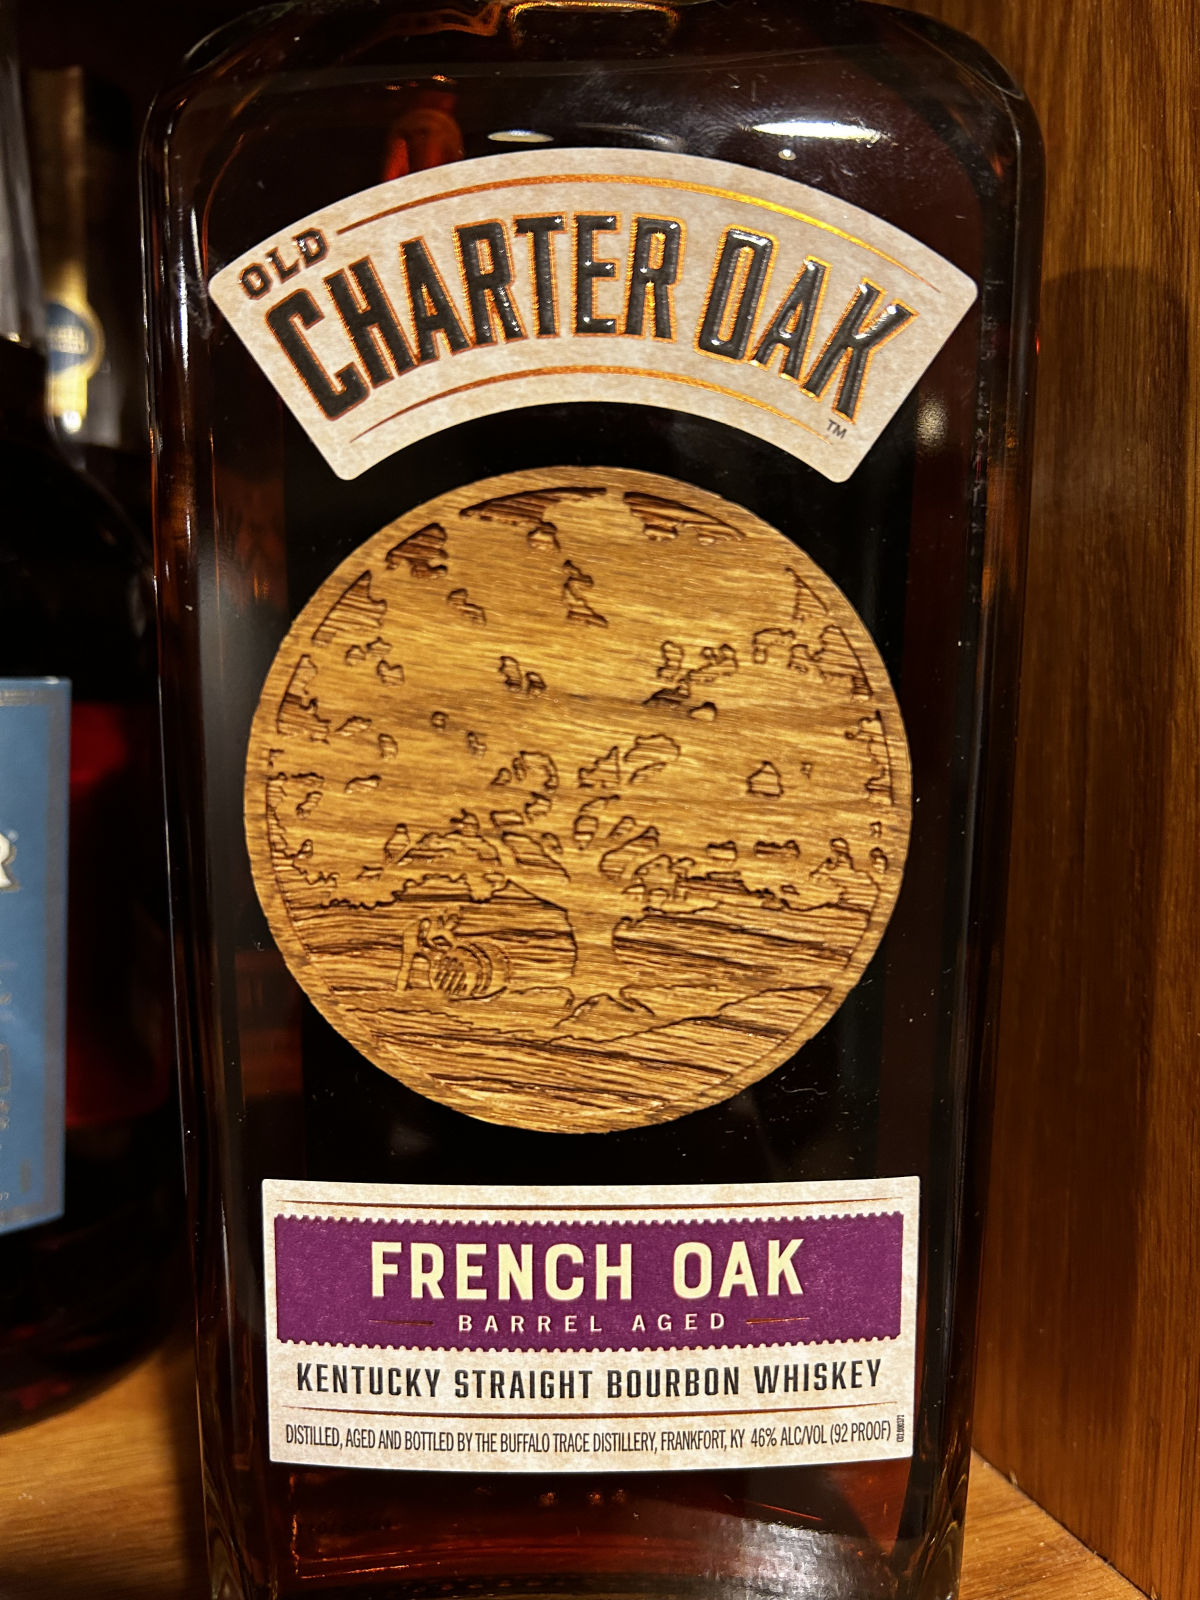 OLD
CHARTER OAK
TM
FRENCH OAK
BARREL AGED
KENTUCKY STRAIGHT BOURBON WHISKEY
DISTILLED, AGED AND BOTTLED BY THE BUFFALO TRACE DISTILLERY, FRANKFORT, KY 46% ALC/VOL (92 PROOF)